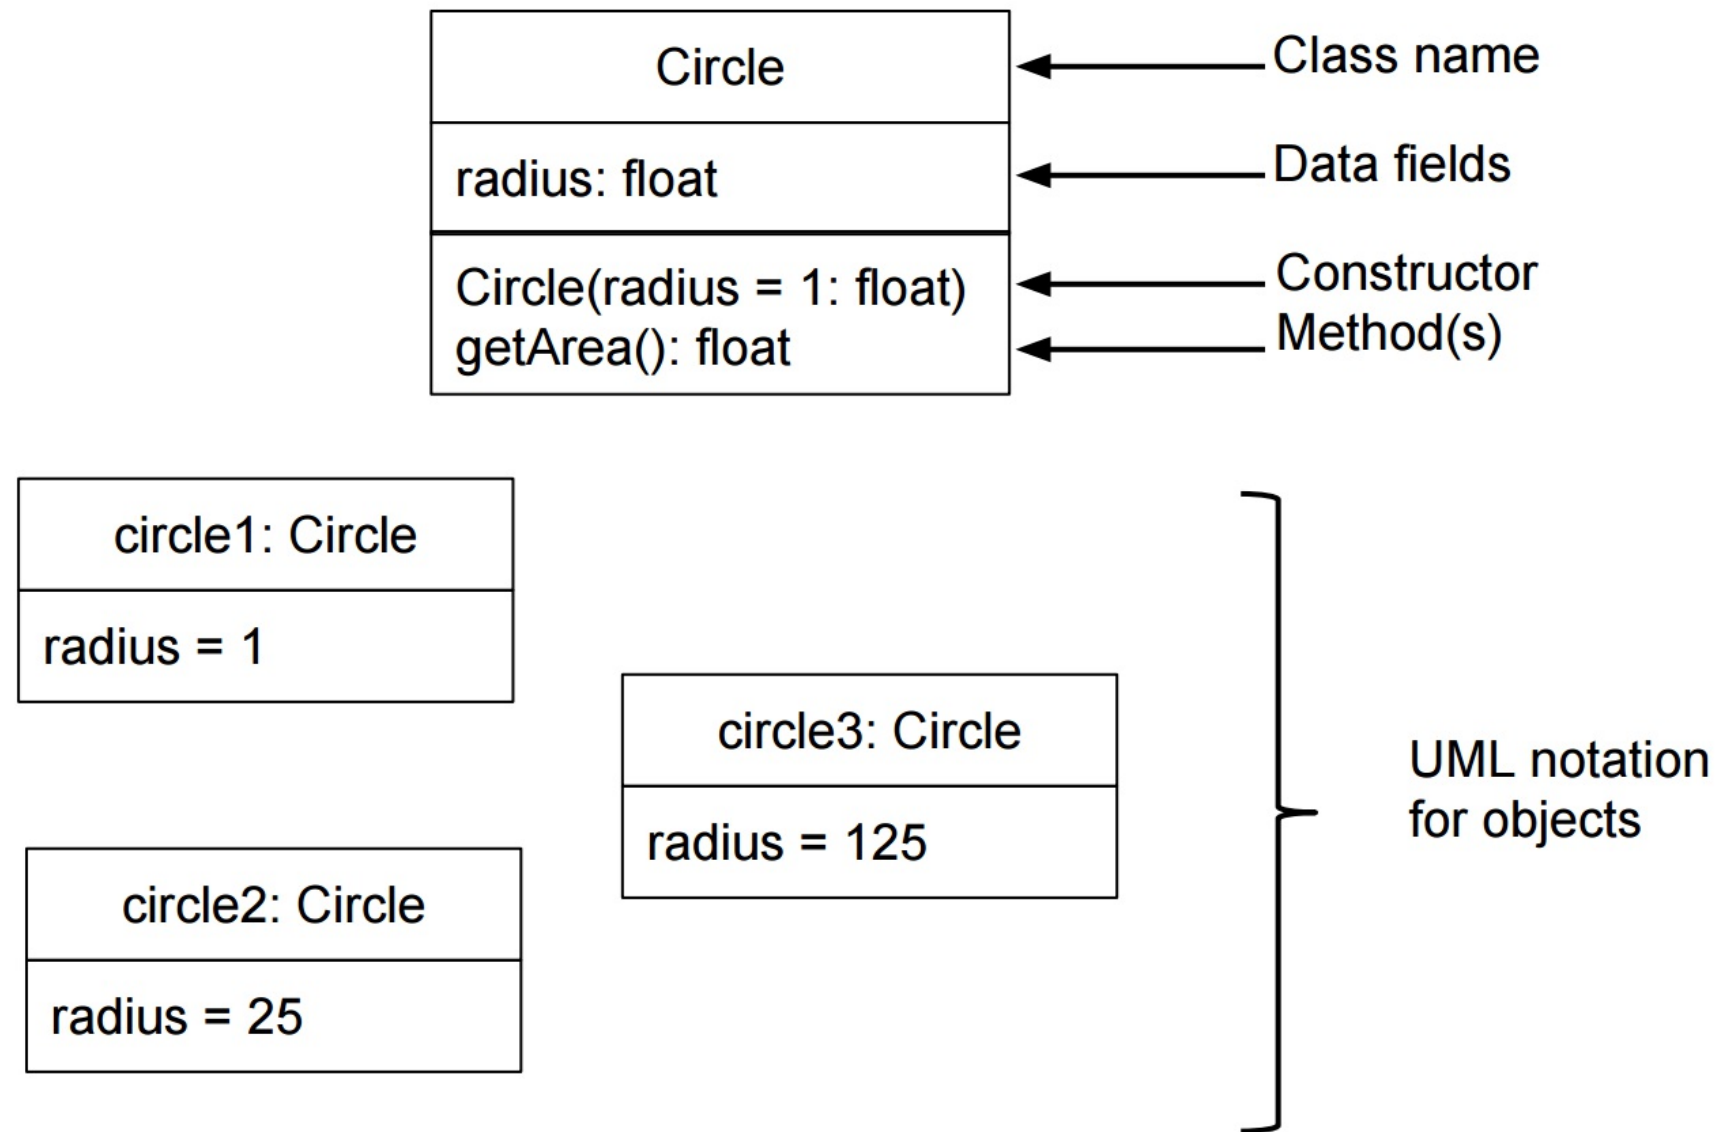 Circle
Class name
radius: float
Data fields
Circle(radius = 1: float)
Constructor
getArea(): float
Method(s)
circle1: Circle
radius = 1
circle3: Circle
radius = 125
circle2: Circle
radius = 25
UML notation
for objects